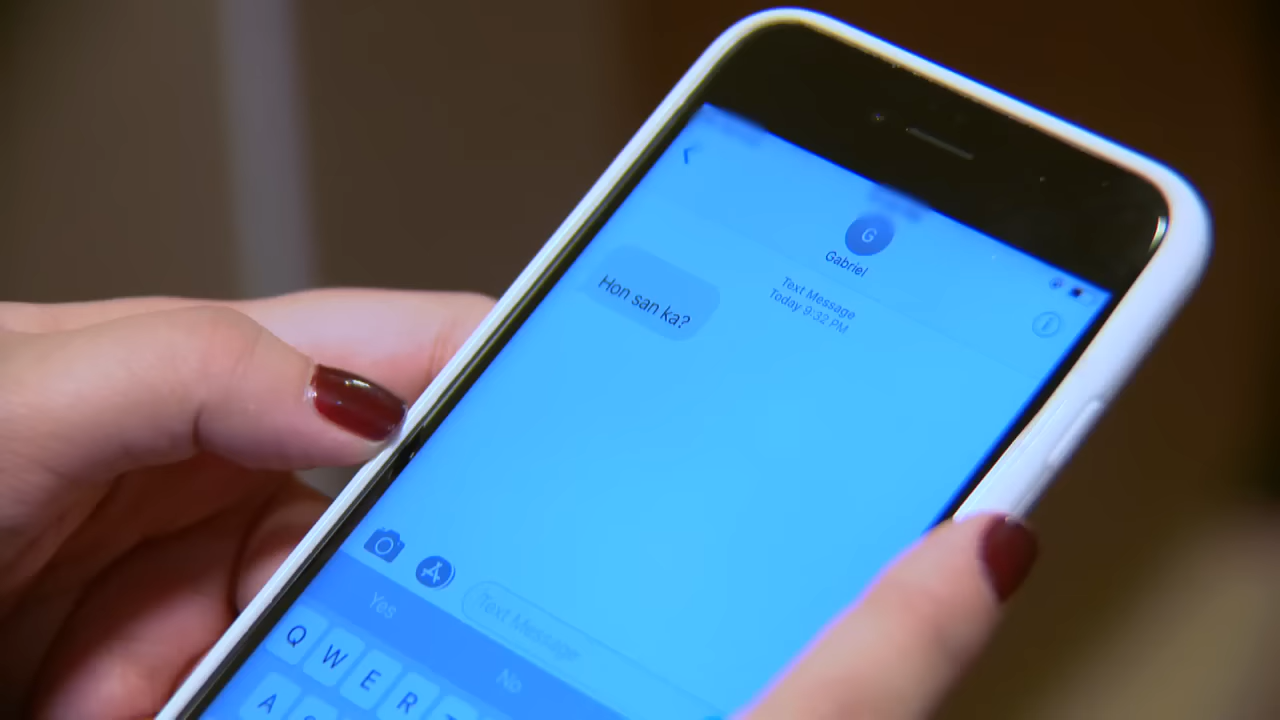 G
Gabriel
Text Message
Today 9:32 PM
Hon san ka?
Text Message
Yes
No
Q W E R T
A